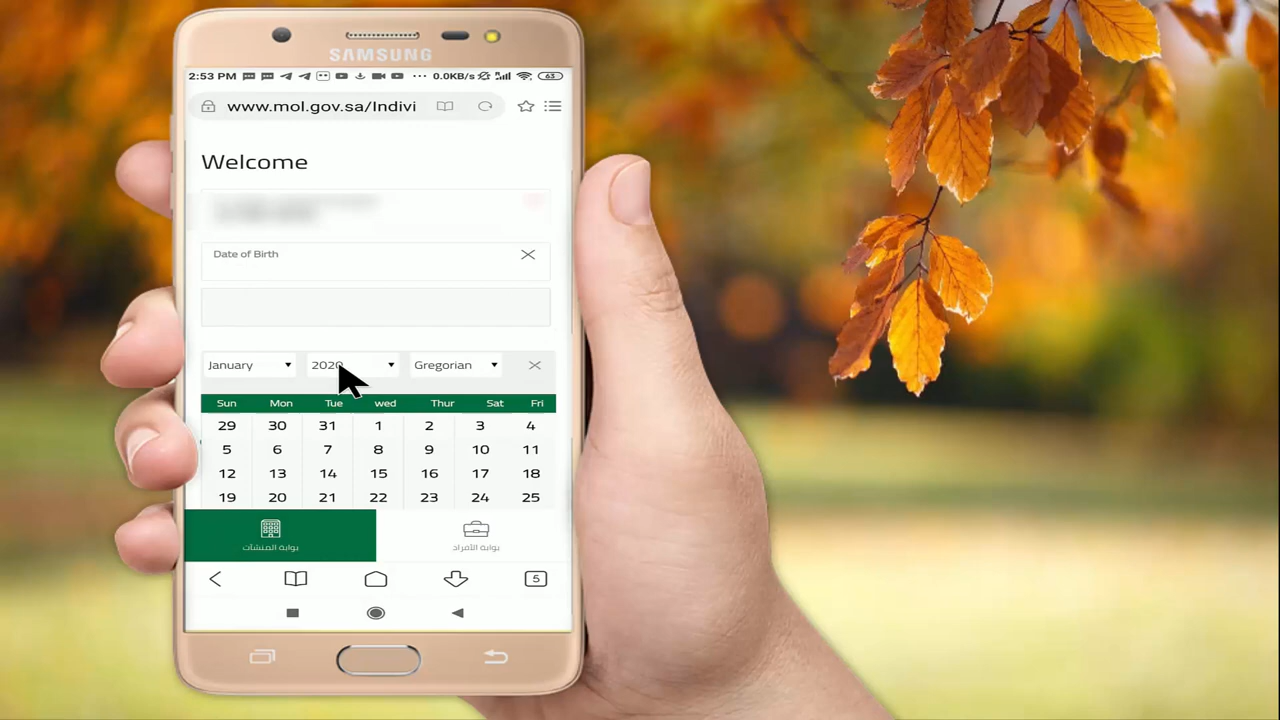 SAMSUNG
2:53 PM ... 0.0KB/s 63
www.mol.gov.sa/Indivi
Welcome
Date of Birth
January 2020 Gregorian
Sun Mon Tue wed Thur Sat Fri
29 30 31 1 2 3 4
5 6 7 8 9 10 11
12 13 14 15 16 17 18
19 20 21 22 23 24 25
بوابة المنشآت
بوابة الأفراد
5